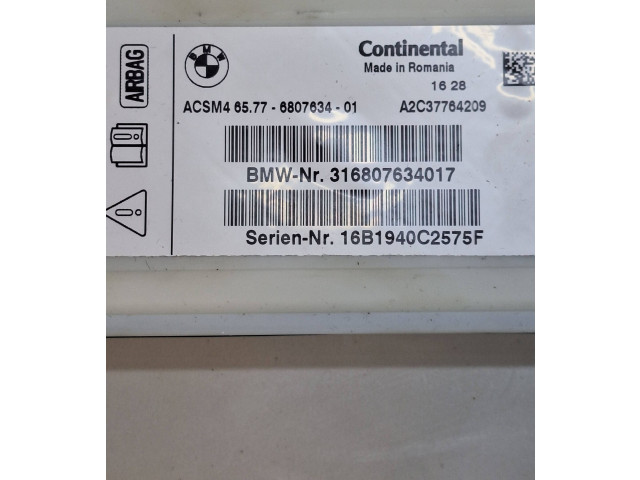 AIRBAG
BMW
Continental
Made in Romania
16 28
ACSM4 65.77 - 6807634 - 01 A2C37764209
BMW-Nr. 316807634017
Serien-Nr. 16B1940C2575F